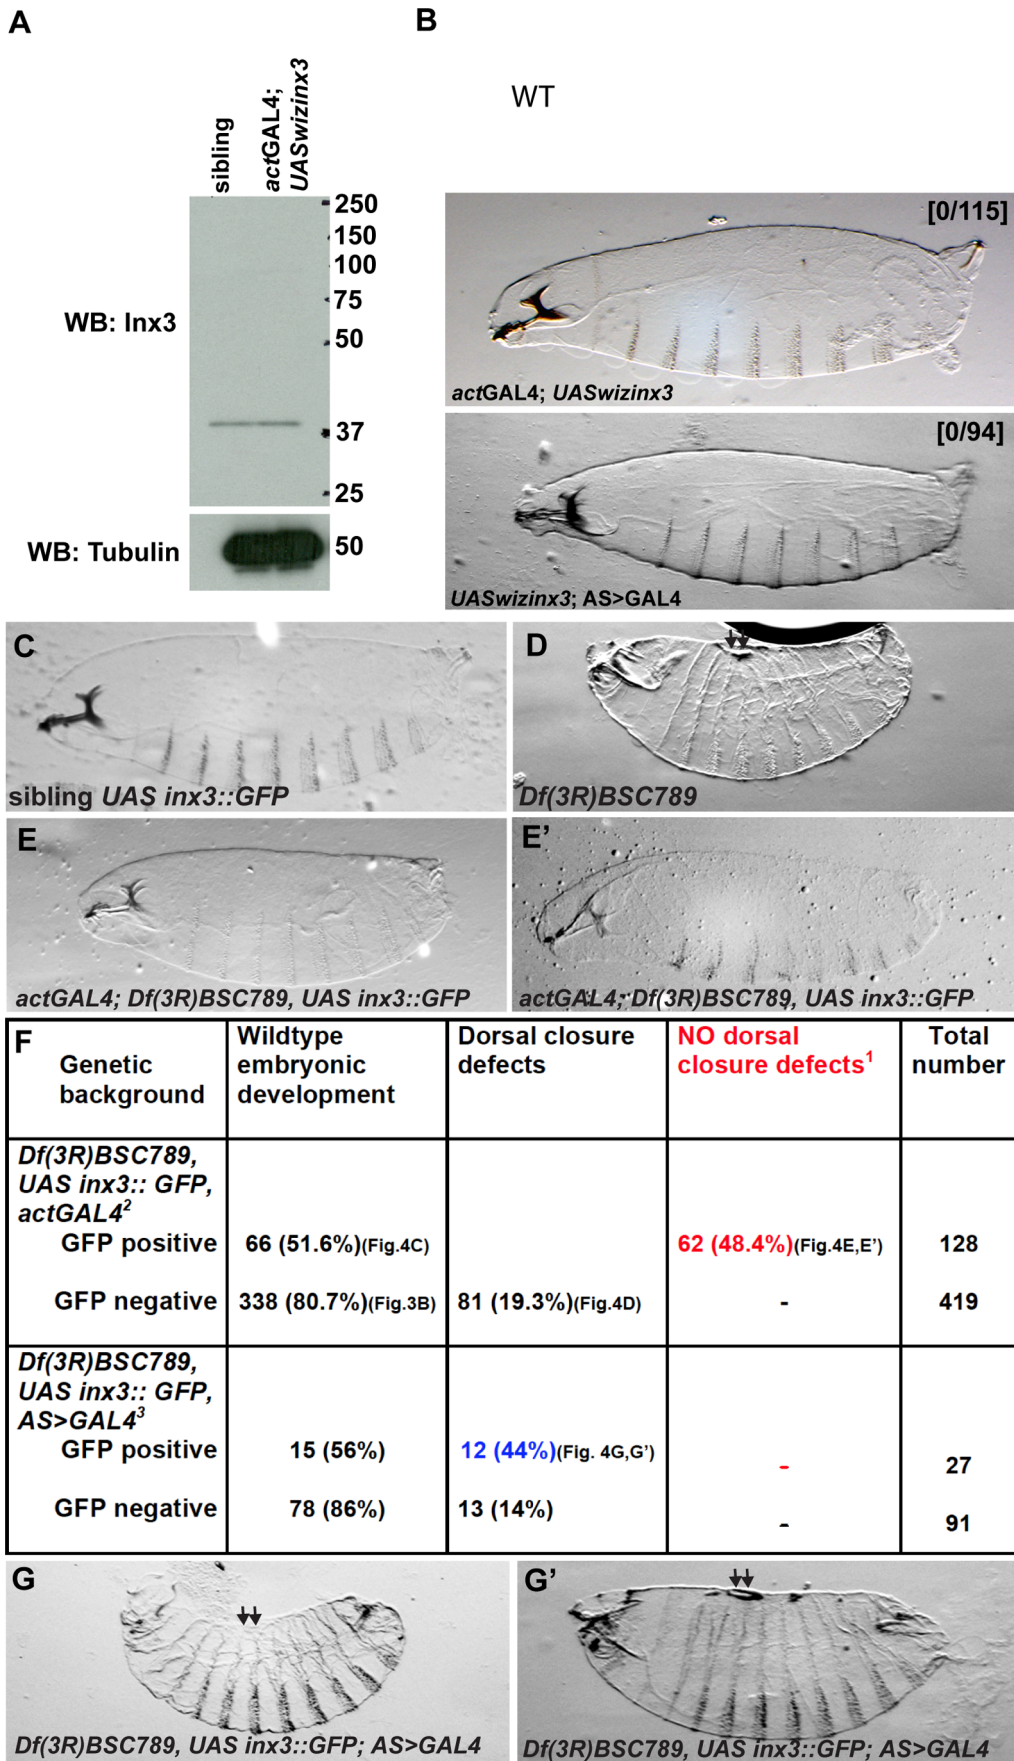 A
B
WT
sibling
actGAL4;
UASwizinx3
250
150
100
75
50
37
25
WB: Inx3
WB: Tubulin
50
[0/115]
actGAL4; UASwizinx3
[0/94]
UASwizinx3; AS>GAL4
C
sibling UAS inx3::GFP
D
Df(3R)BSC789
E
actGAL4; Df(3R)BSC789, UAS inx3::GFP
E’
actGAL4; Df(3R)BSC789, UAS inx3::GFP
F
Genetic
background
Wildtype
embryonic
development
Dorsal closure
defects
NO dorsal
closure defects1
Total
number
Df(3R)BSC789,
UAS inx3:: GFP,
actGAL42
GFP positive 66 (51.6%)(Fig.4C) 62 (48.4%)(Fig.4E,E’) 128
GFP negative 338 (80.7%)(Fig.3B) 81 (19.3%)(Fig.4D) - 419
Df(3R)BSC789,
UAS inx3:: GFP,
AS>GAL43
GFP positive 15 (56%) 12 (44%)(Fig. 4G,G’) - 27
GFP negative 78 (86%) 13 (14%) - 91
G
Df(3R)BSC789, UAS inx3::GFP; AS>GAL4
G’
Df(3R)BSC789, UAS inx3::GFP; AS>GAL4